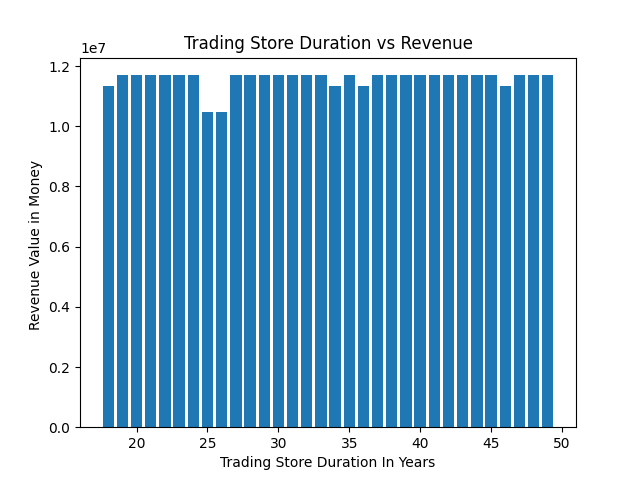 Trading Store Duration vs Revenue
1e7
1.2
1.0
0.8
0.6
0.4
0.2
0.0
Revenue Value in Money
20 25 30 35 40 45 50
Trading Store Duration In Years